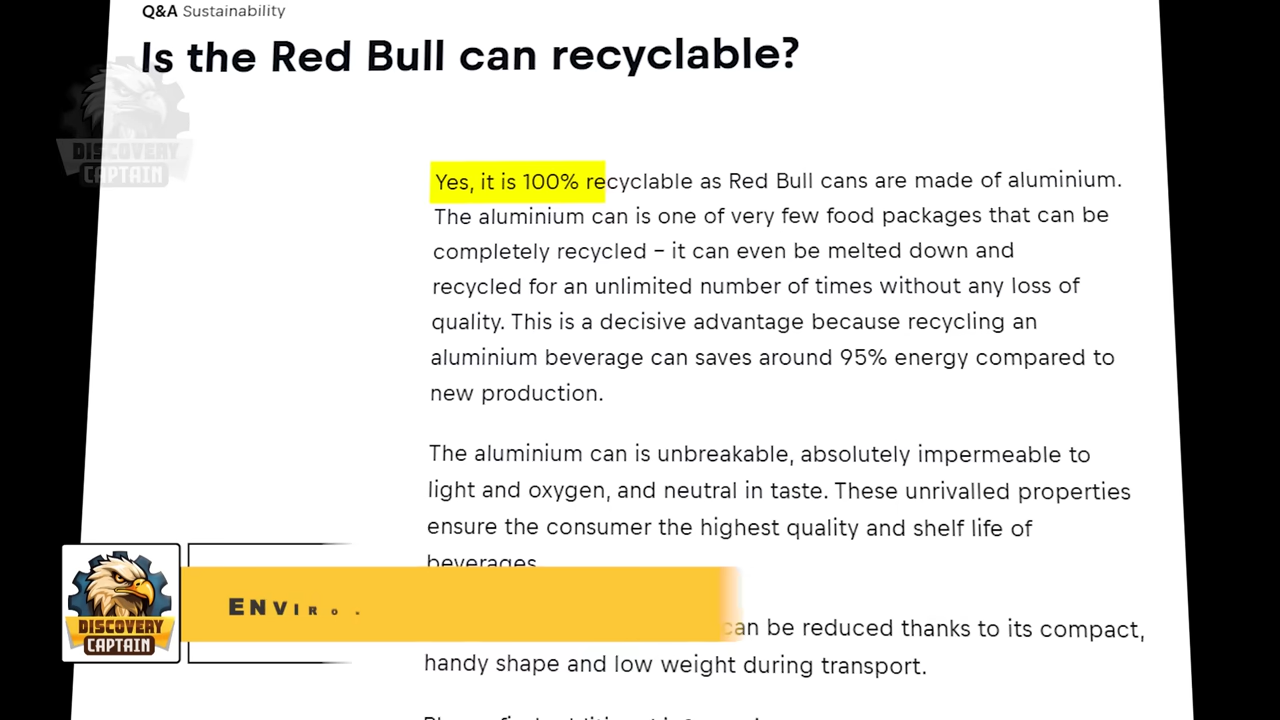 Q&A Sustainability
Is the Red Bull can recyclable?
DISCOVERY
CAPTAIN
Yes, it is 100% recyclable as Red Bull cans are made of aluminium.
The aluminium can is one of very few food packages that can be
completely recycled – it can even be melted down and
recycled for an unlimited number of times without any loss of
quality. This is a decisive advantage because recycling an
aluminium beverage can saves around 95% energy compared to
new production.
The aluminium can is unbreakable, absolutely impermeable to
light and oxygen, and neutral in taste. These unrivalled properties
ensure the consumer the highest quality and shelf life of
beverages.
DISCOVERY
CAPTAIN
ENVIRO.
can be reduced thanks to its compact,
handy shape and low weight during transport.